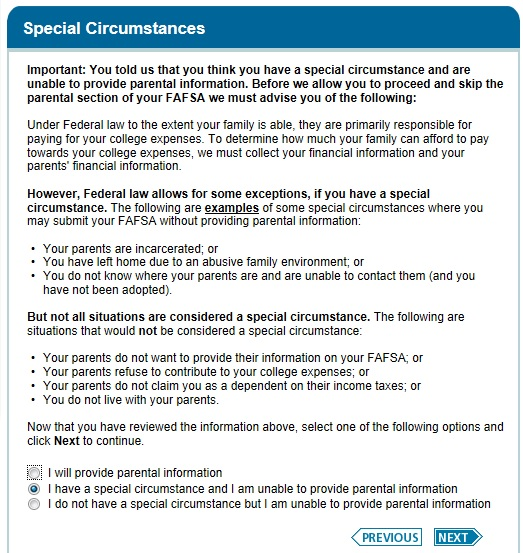 Special Circumstances
Important: You told us that you think you have a special circumstance and are
unable to provide parental information. Before we allow you to proceed and skip the
parental section of your FAFSA we must advise you of the following:
Under Federal law to the extent your family is able, they are primarily responsible for
paying for your college expenses. To determine how much your family can afford to pay
towards your college expenses, we must collect your financial information and your
parents' financial information.
However, Federal law allows for some exceptions, if you have a special
circumstance. The following are examples of some special circumstances where you
may submit your FAFSA without providing parental information:
• Your parents are incarcerated; or
• You have left home due to an abusive family environment; or
• You do not know where your parents are and are unable to contact them (and you
have not been adopted).
But not all situations are considered a special circumstance. The following are
situations that would not be considered a special circumstance:
• Your parents do not want to provide their information on your FAFSA; or
• Your parents refuse to contribute to your college expenses; or
• Your parents do not claim you as a dependent on their income taxes; or
• You do not live with your parents.
Now that you have reviewed the information above, select one of the following options and
click Next to continue.
I will provide parental information
I have a special circumstance and I am unable to provide parental information
I do not have a special circumstance but I am unable to provide parental information
PREVIOUS NEXT